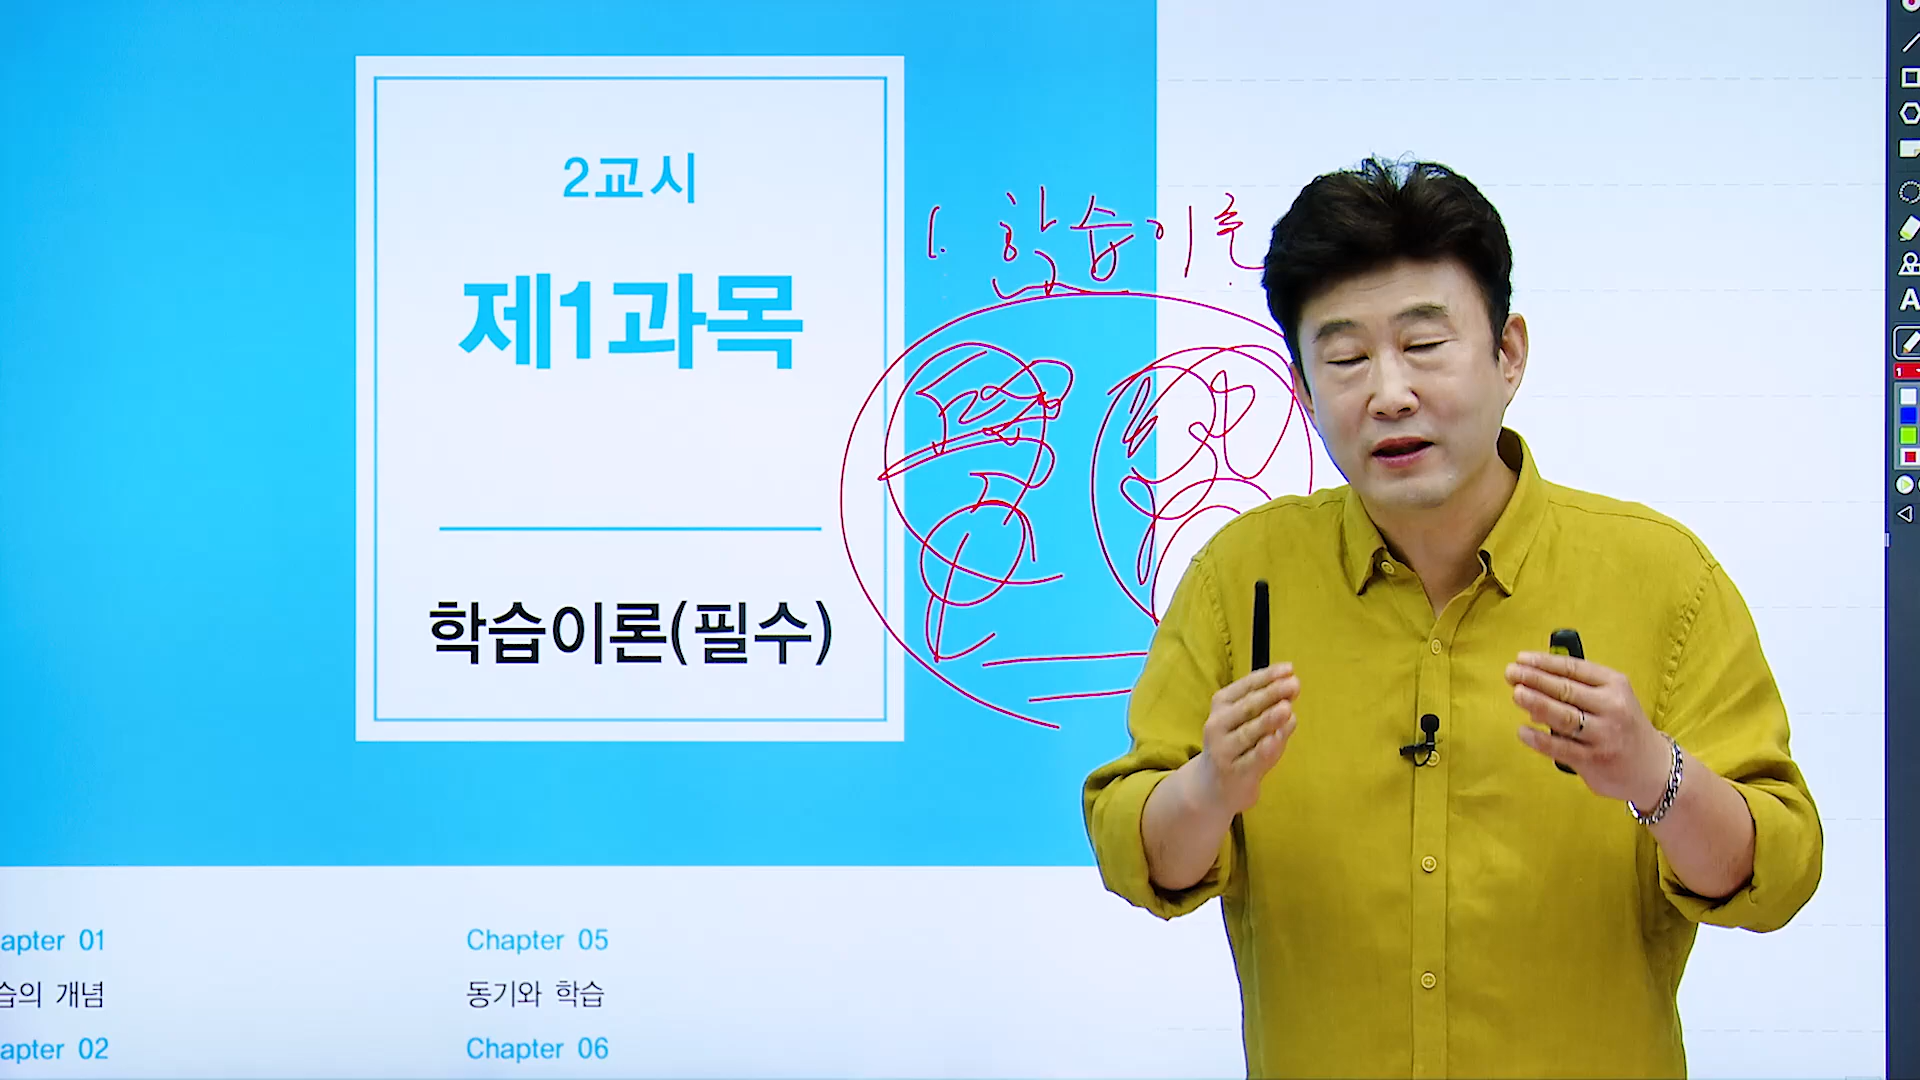 2교시
제1과목
학습이론(필수)
1. 학습이론
apter 01
습의 개념
apter 02
Chapter 05
동기와 학습
Chapter 06